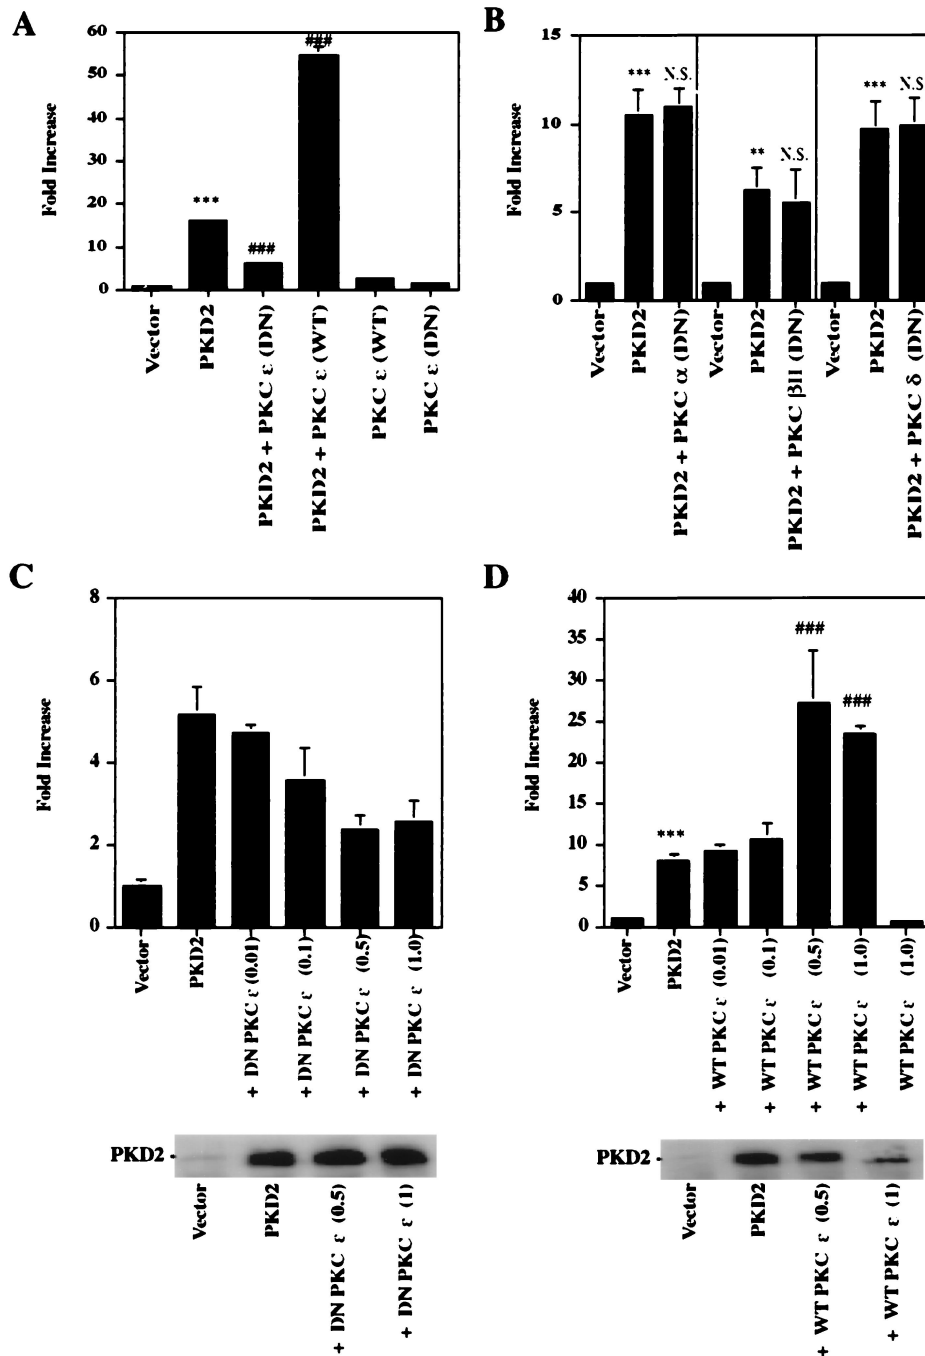 A
Fold Increase
60
50
40
30
20
10
0
***
###
###
Vector
PKD2
PKD2 + PKC ε (DN)
PKD2 + PKC ε (WT)
PKC ε (WT)
PKC ε (DN)
B
Fold Increase
15
10
5
0
***
N.S.
**
N.S.
***
N.S
Vector
PKD2
PKD2 + PKC α (DN)
Vector
PKD2
PKD2 + PKC βII (DN)
Vector
PKD2
PKD2 + PKC δ (DN)
C
Fold Increase
8
6
4
2
0
Vector
PKD2
+ DN PKC ε (0.01)
+ DN PKC ε (0.1)
+ DN PKC ε (0.5)
+ DN PKC ε (1.0)
PKD2
Vector
PKD2
+ DN PKC ε (0.5)
+ DN PKC ε (1)
D
Fold Increase
40
35
30
25
20
15
10
5
0
***
###
###
Vector
PKD2
+ WT PKC ε (0.01)
+ WT PKC ε (0.1)
+ WT PKC ε (0.5)
+ WT PKC ε (1.0)
WT PKC ε (1.0)
PKD2
Vector
PKD2
+ WT PKC ε (0.5)
+ WT PKC ε (1)